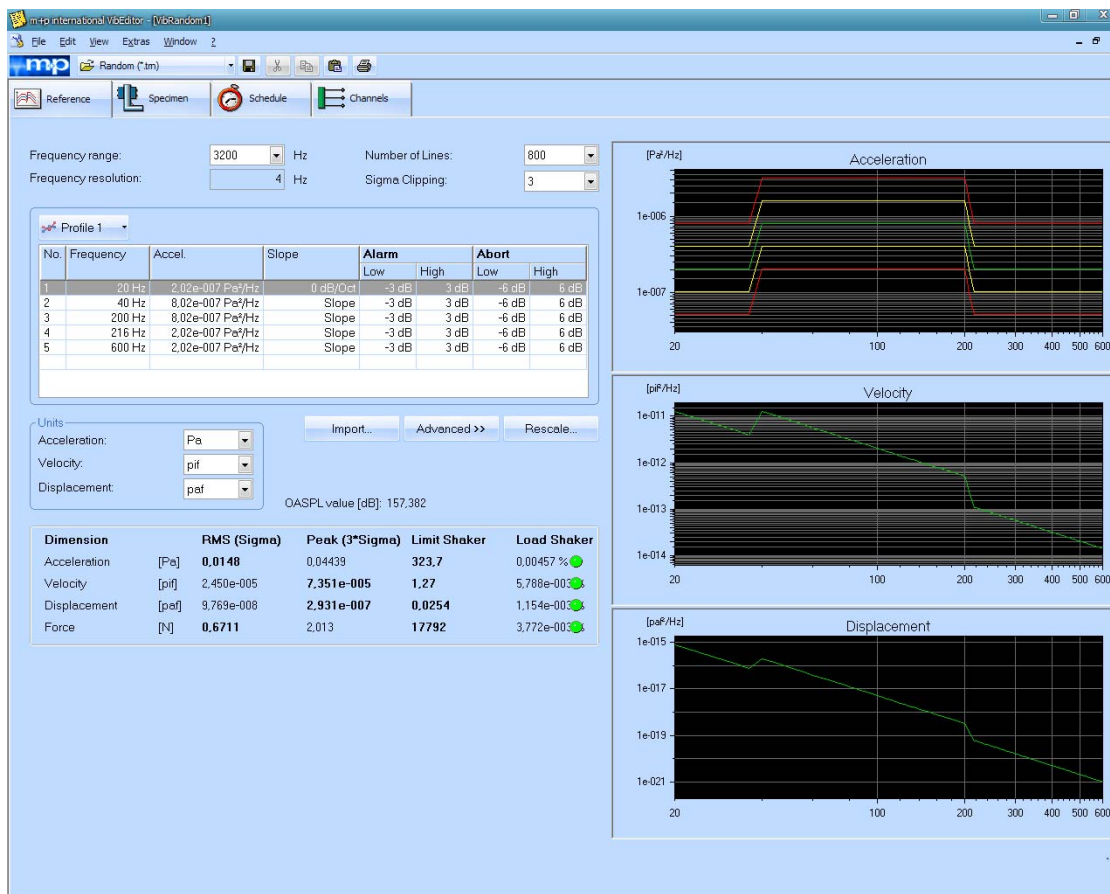 m+p international VibEditor - [VibRandom1]
File Edit View Extras Window ?
mp Random (*.trn)
Reference Specimen Schedule Channels
Frequency range: 3200 Hz Number of Lines: 800
Frequency resolution: 4 Hz Sigma Clipping: 3
Profile 1
No. Frequency Accel. Slope Alarm Abort
Low High Low High
1 20 Hz 2,02e-007 Pa²/Hz 0 dB/Oct -3 dB 3 dB -6 dB 6 dB
2 40 Hz 8,02e-007 Pa²/Hz Slope -3 dB 3 dB -6 dB 6 dB
3 200 Hz 8,02e-007 Pa²/Hz Slope -3 dB 3 dB -6 dB 6 dB
4 216 Hz 2,02e-007 Pa²/Hz Slope -3 dB 3 dB -6 dB 6 dB
5 600 Hz 2,02e-007 Pa²/Hz Slope -3 dB 3 dB -6 dB 6 dB
Units
Acceleration: Pa
Velocity: pif
Displacement: paf
Import... Advanced >> Rescale...
OASPL value [dB]: 157,382
Dimension RMS (Sigma) Peak (3*Sigma) Limit Shaker Load Shaker
Acceleration [Pa] 0,0148 0,04439 323,7 0,00457 %
Velocity [pif] 2,450e-005 7,351e-005 1,27 5,788e-003
Displacement [paf] 9,769e-008 2,931e-007 0,0254 1,154e-003
Force [N] 0,6711 2,013 17792 3,772e-003
[Pa²/Hz] Acceleration
1e-006
1e-007
20 100 200 300 400 500 600
[pif²/Hz] Velocity
1e-011
1e-012
1e-013
1e-014
20 100 200 300 400 500 600
[paf²/Hz] Displacement
1e-015
1e-017
1e-019
1e-021
20 100 200 300 400 500 600